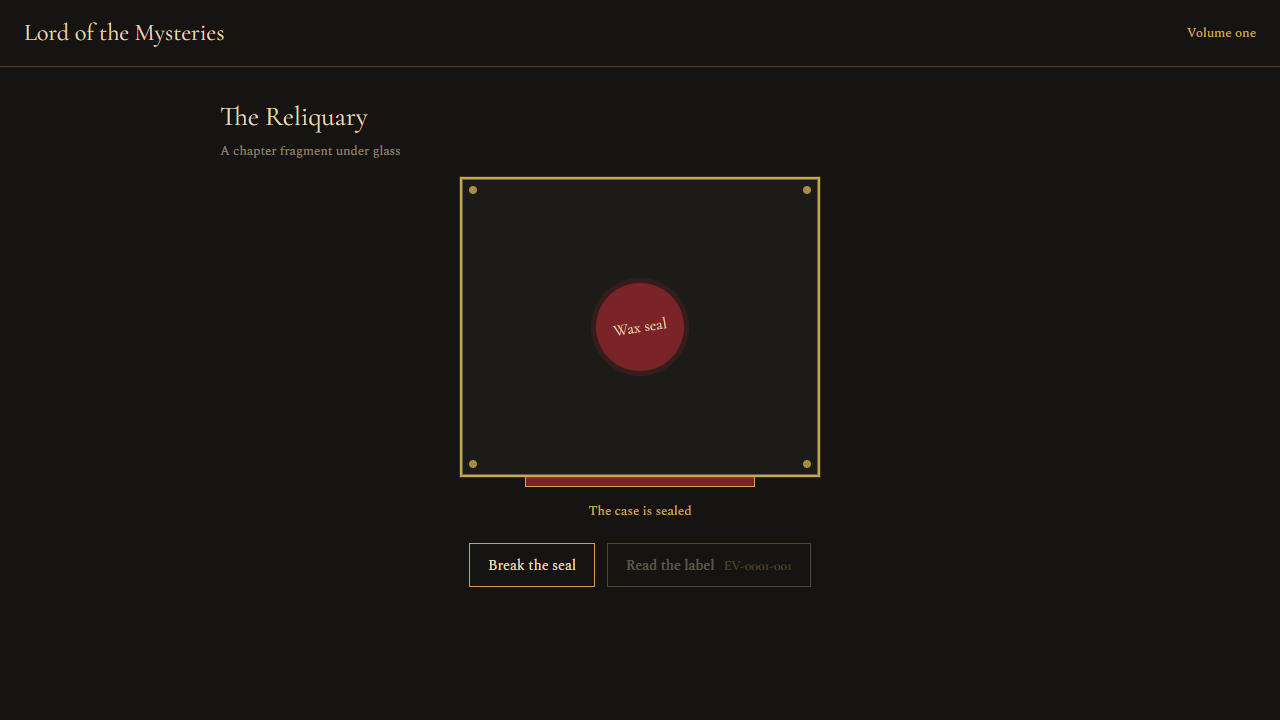 Lord of the Mysteries
Volume one
The Reliquary
A chapter fragment under glass
Wax seal
The case is sealed
Break the seal
Read the label EV-0001-001